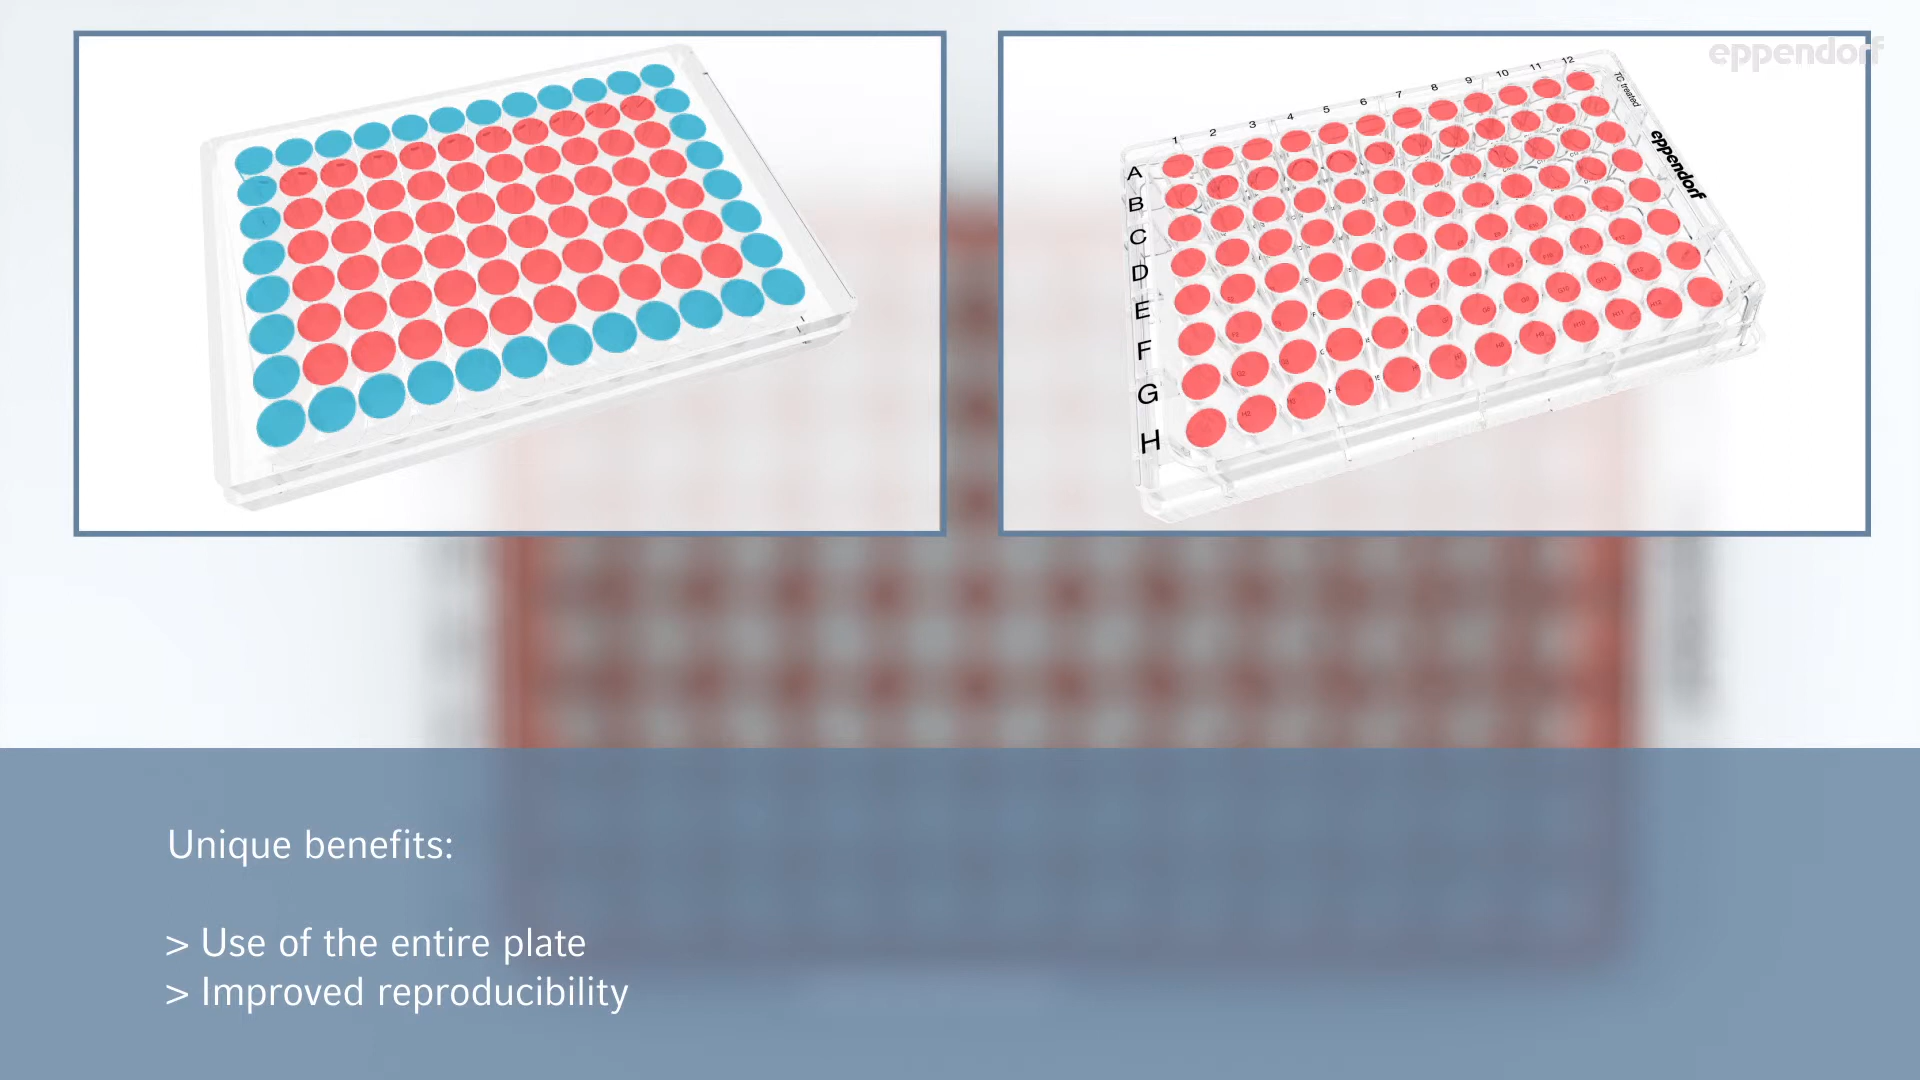 eppendorf
1 2 3 4 5 6 7 8 9 10 11 12
TC treated
eppendorf
A
B
C
D
E
F
G
H
Unique benefits:
> Use of the entire plate
> Improved reproducibility